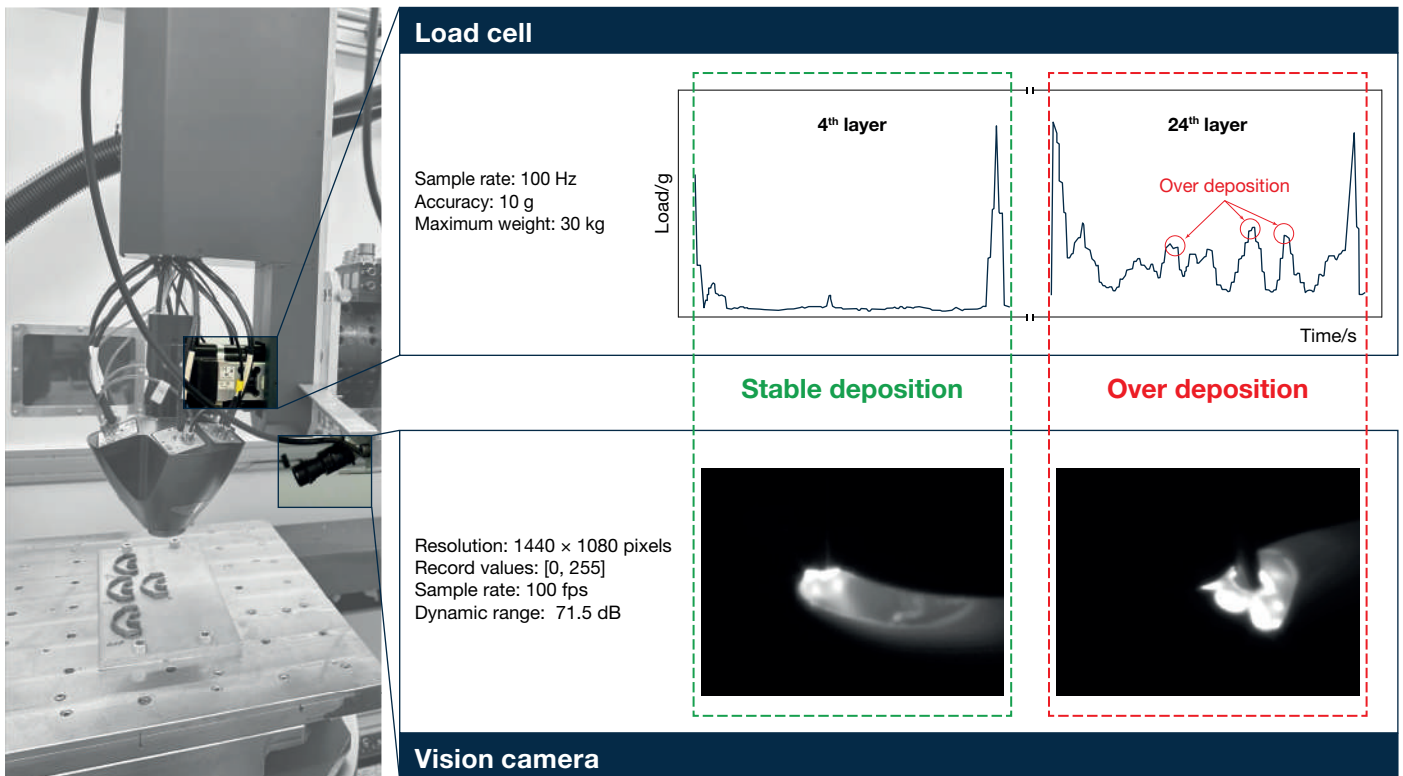 Load cell
Sample rate: 100 Hz
Accuracy: 10 g
Maximum weight: 30 kg
Load/g
4th layer
24th layer
Over deposition
Time/s
Stable deposition
Over deposition
Resolution: 1440 × 1080 pixels
Record values: [0, 255]
Sample rate: 100 fps
Dynamic range:  71.5 dB
Vision camera